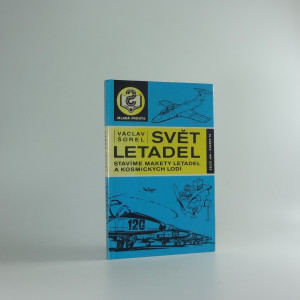 MLADÁ FRONTA
VÁCLAV
ŠOREL
SVĚT
LETADEL
STAVÍME MAKETY LETADEL
A KOSMICKÝCH LODÍ
120